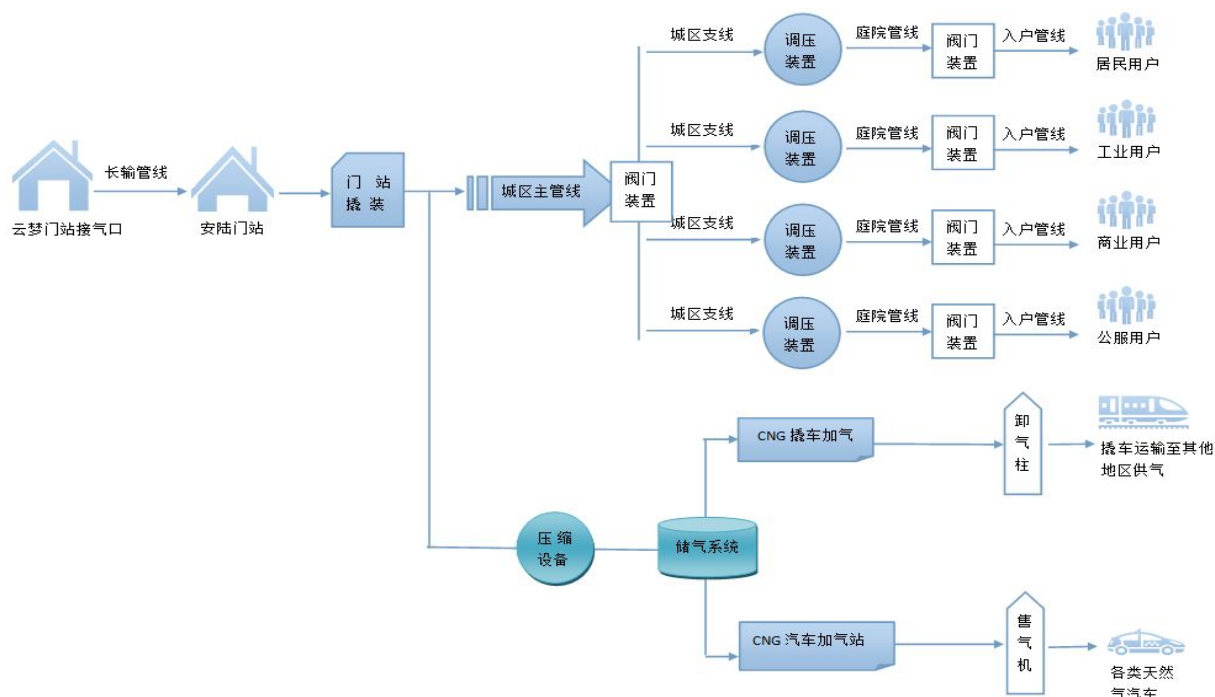 城区支线
调压
装置
庭院管线
阀门
装置
入户管线
居民用户
城区支线
调压
装置
庭院管线
阀门
装置
入户管线
工业用户
云梦门站接气口
长输管线
安陆门站
门 站
撬 装
城区主管线
阀门
装置
城区支线
调压
装置
庭院管线
阀门
装置
入户管线
商业用户
城区支线
调压
装置
庭院管线
阀门
装置
入户管线
公服用户
CNG 撬车加气
卸
气
柱
撬车运输至其他
地区供气
压 缩
设备
储气系统
CNG 汽车加气站
售
气
机
各类天然
气汽车